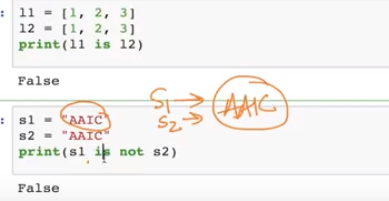 : l1 = [1, 2, 3]
l2 = [1, 2, 3]
print(l1 is l2)
False
: s1 = "AAIC"
s2 = "AAIC"
print(s1 is not s2)
False
S1 → AAIC
S2 →